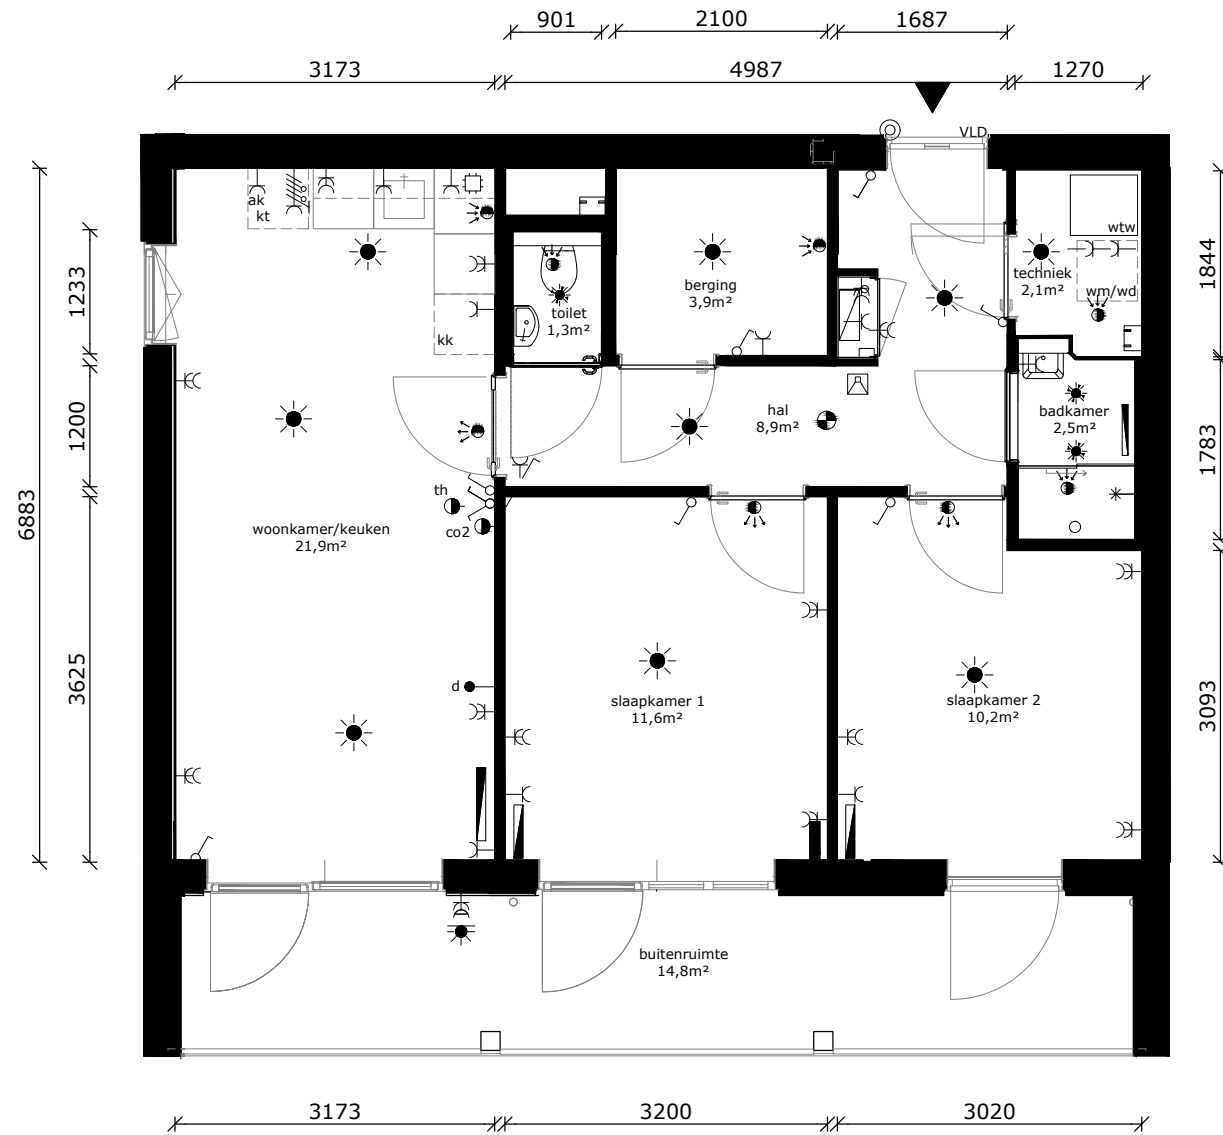 901
2100
1687
3173
4987
1270
VLD
ak
kt
wtw
techniek
2,1m²
wm/wd
berging
3,9m²
toilet
1,3m²
kk
1233
1844
hal
8,9m²
badkamer
2,5m²
1200
1783
6883
th
co2
woonkamer/keuken
21,9m²
3625
3093
d
slaapkamer 1
11,6m²
slaapkamer 2
10,2m²
buitenruimte
14,8m²
3173
3200
3020